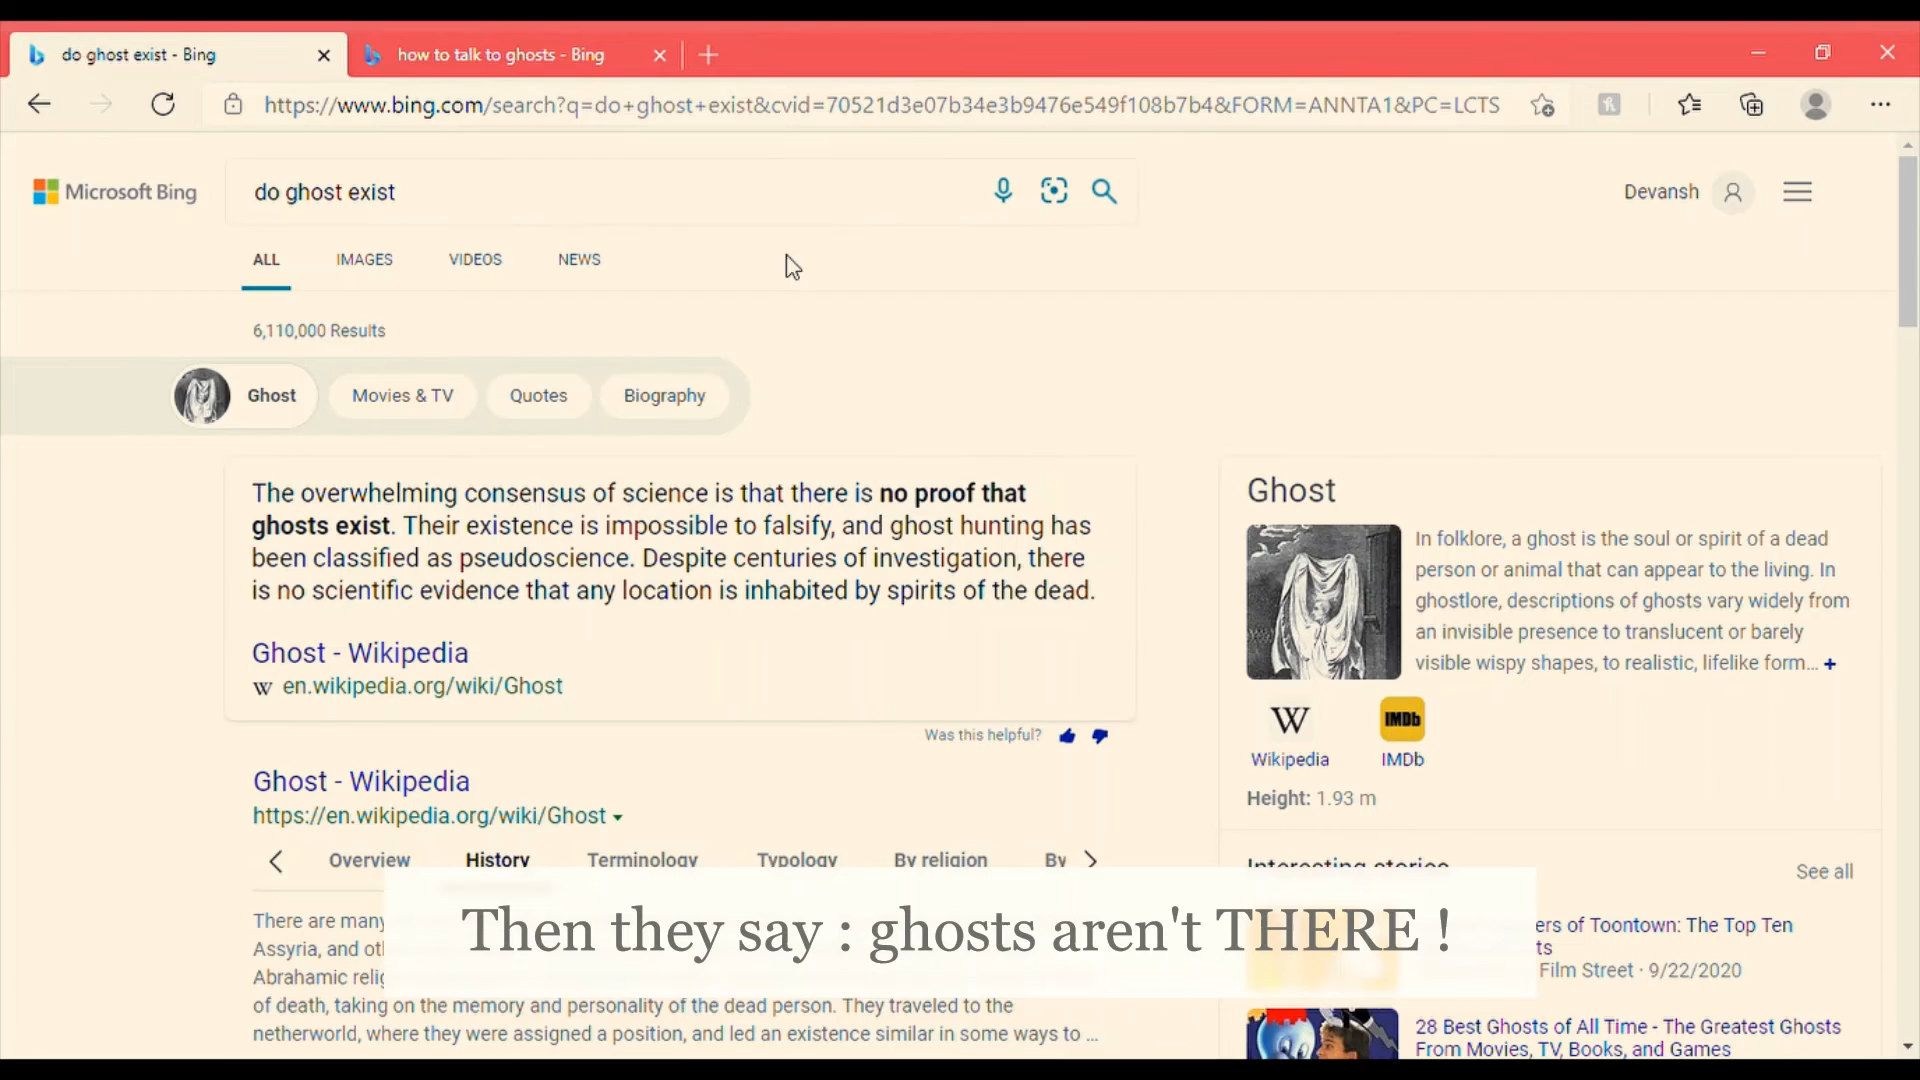 do ghost exist - Bing
how to talk to ghosts - Bing
https://www.bing.com/search?q=do+ghost+exist&cvid=70521d3e07b34e3b9476e549f108b7b4&FORM=ANNTA1&PC=LCTS
Microsoft Bing
do ghost exist
Devansh
ALL IMAGES VIDEOS NEWS
6,110,000 Results
Ghost Movies & TV Quotes Biography
The overwhelming consensus of science is that there is no proof that
ghosts exist. Their existence is impossible to falsify, and ghost hunting has
been classified as pseudoscience. Despite centuries of investigation, there
is no scientific evidence that any location is inhabited by spirits of the dead.
Ghost - Wikipedia
W en.wikipedia.org/wiki/Ghost
Was this helpful?
Ghost - Wikipedia
https://en.wikipedia.org/wiki/Ghost
Overview History Terminology Typology By religion By
There are many
Assyria, and
Abrahamic
of death, taking on the memory and personality of the dead person. They traveled to the
netherworld, where they were assigned a position, and led an existence similar in some ways to ...
Ghost
In folklore, a ghost is the soul or spirit of a dead
person or animal that can appear to the living. In
ghostlore, descriptions of ghosts vary widely from
an invisible presence to translucent or barely
visible wispy shapes, to realistic, lifelike form... +
W IMDb
Wikipedia IMDb
Height: 1.93 m
Interesting stories See all
of Toontown: The Top Ten
Film Street · 9/22/2020
28 Best Ghosts of All Time - The Greatest Ghosts
From Movies, TV, Books, and Games
Then they say : ghosts aren't THERE !